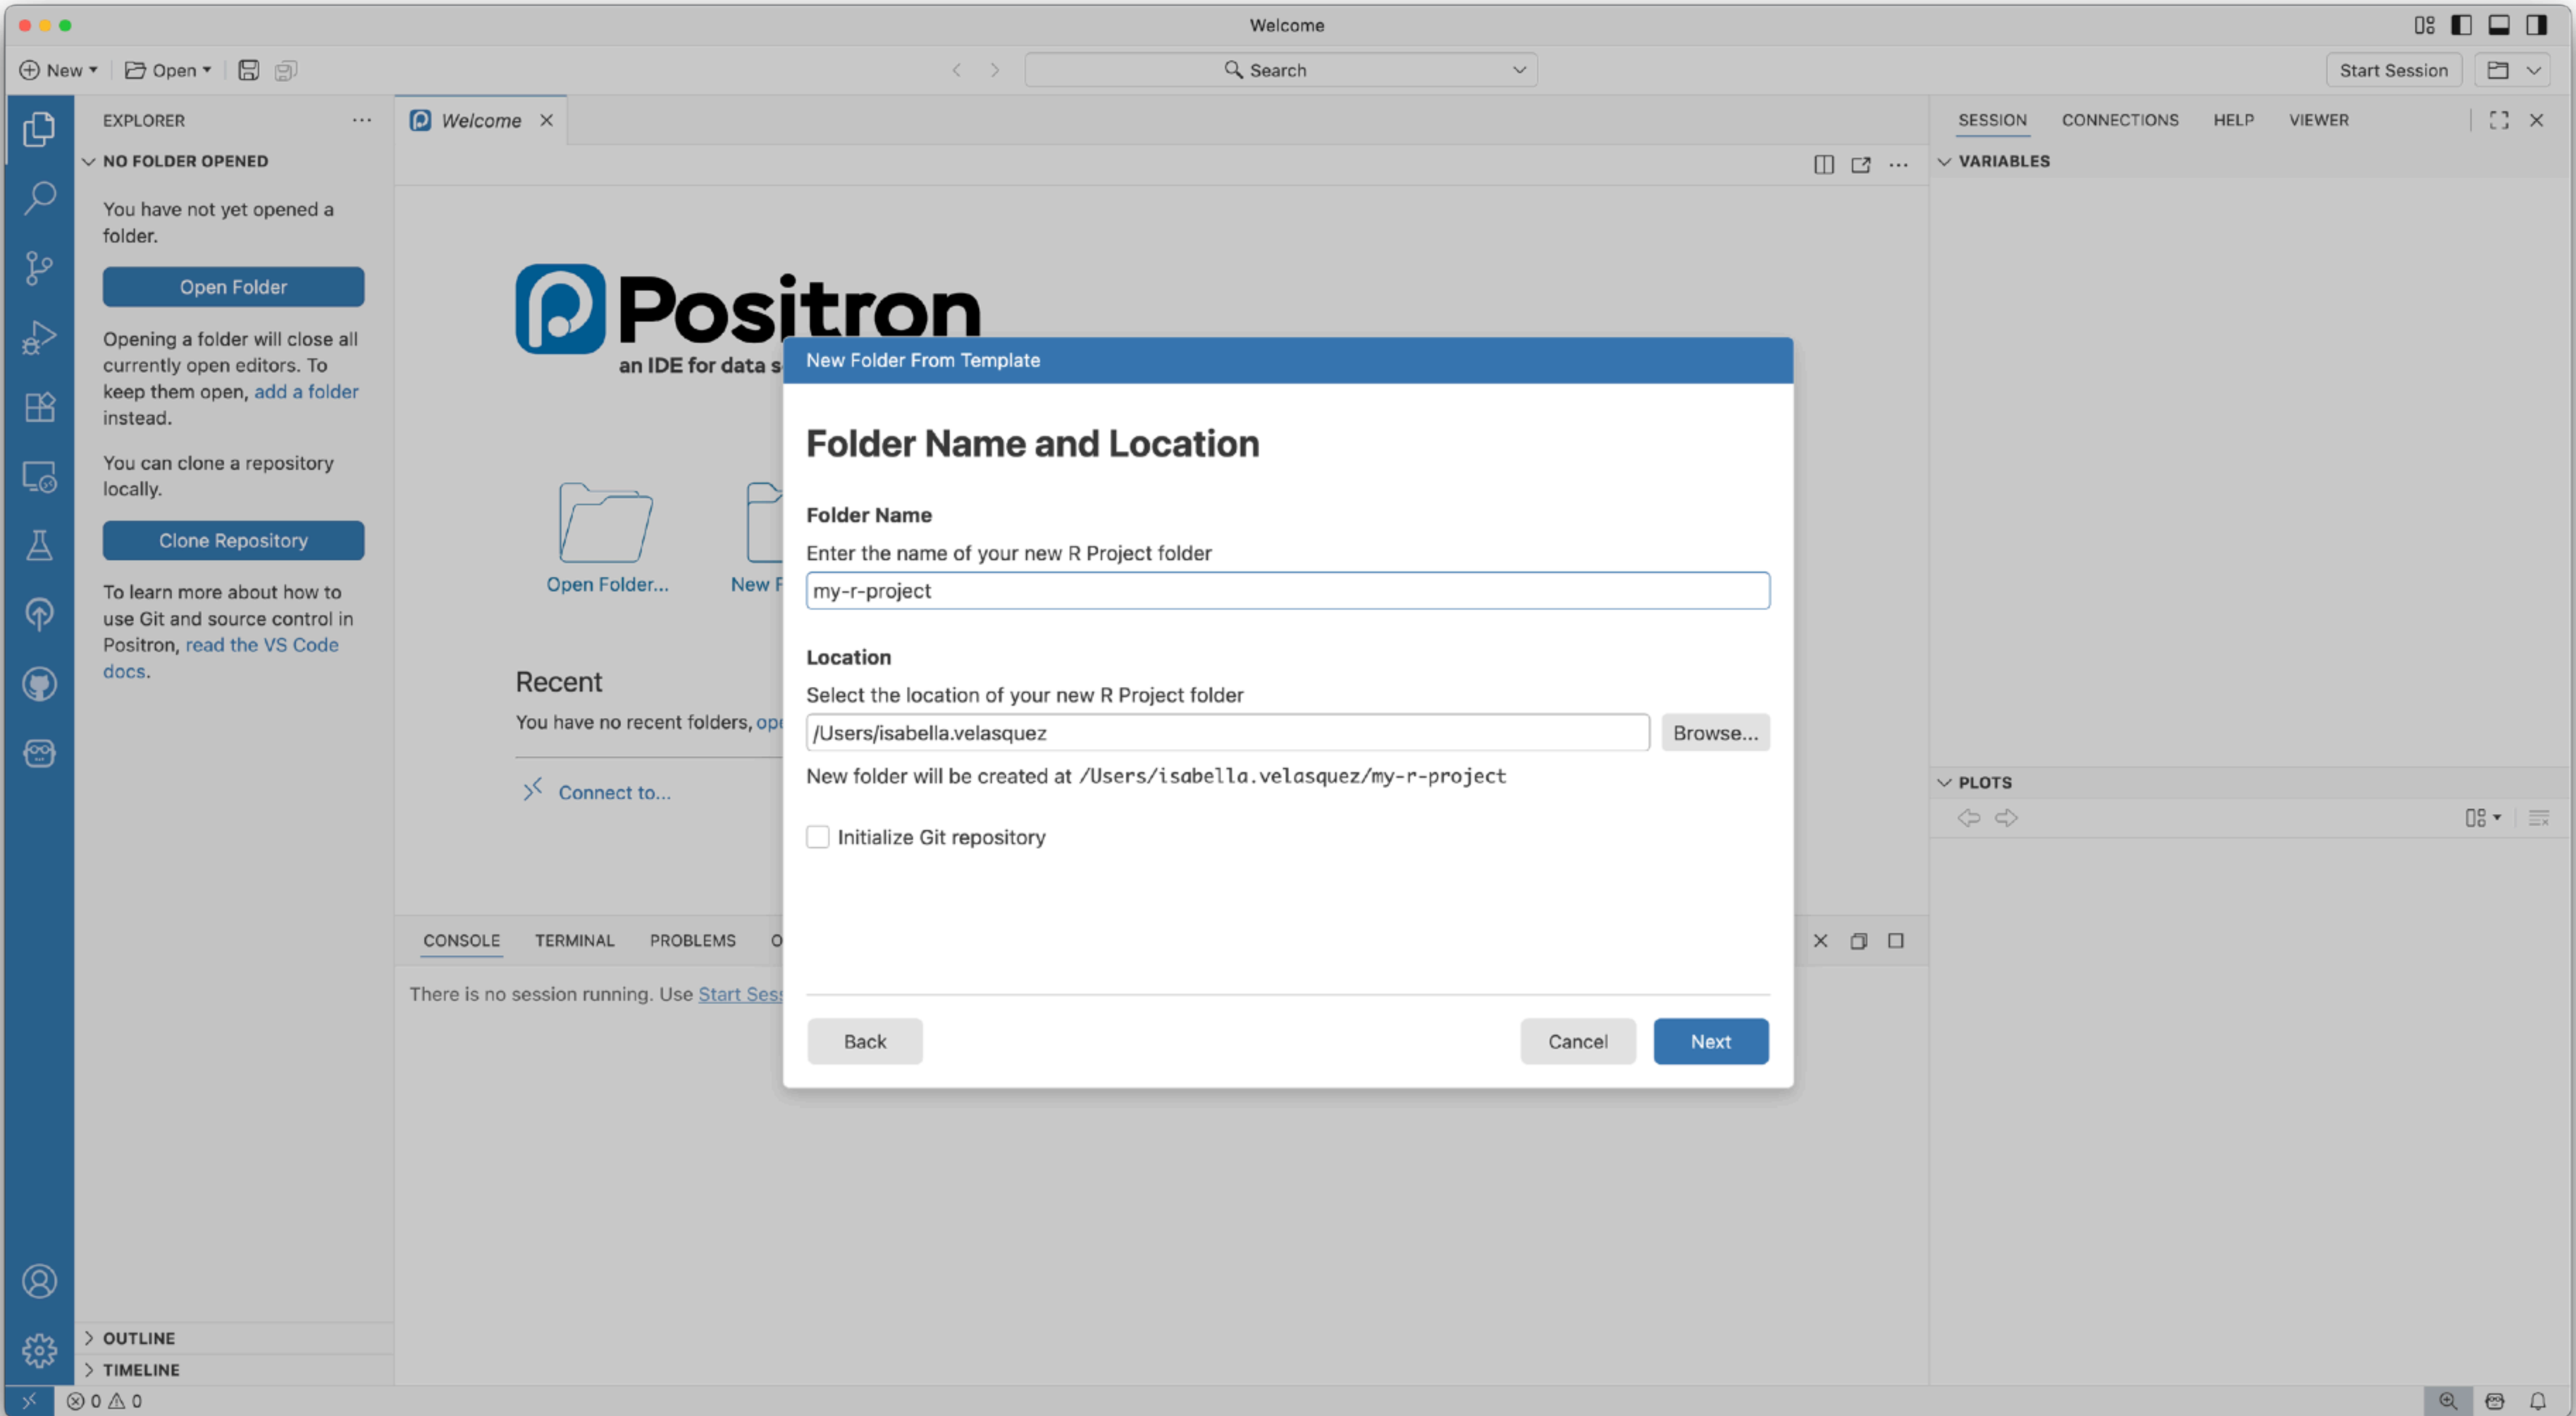 Welcome
New
Open
Search
Start Session
EXPLORER
NO FOLDER OPENED
You have not yet opened a
folder.
Open Folder
Opening a folder will close all
currently open editors. To
keep them open, add a folder
instead.
You can clone a repository
locally.
Clone Repository
To learn more about how to
use Git and source control in
Positron, read the VS Code
docs.
OUTLINE
TIMELINE
0 0
Welcome
Positron
an IDE for data s
Open Folder...
New F
Recent
You have no recent folders, ope
Connect to...
New Folder From Template
Folder Name and Location
Folder Name
Enter the name of your new R Project folder
my-r-project
Location
Select the location of your new R Project folder
/Users/isabella.velasquez
Browse...
New folder will be created at /Users/isabella.velasquez/my-r-project
Initialize Git repository
Back
Cancel
Next
CONSOLE TERMINAL PROBLEMS O
There is no session running. Use Start Sess
SESSION CONNECTIONS HELP VIEWER
VARIABLES
PLOTS